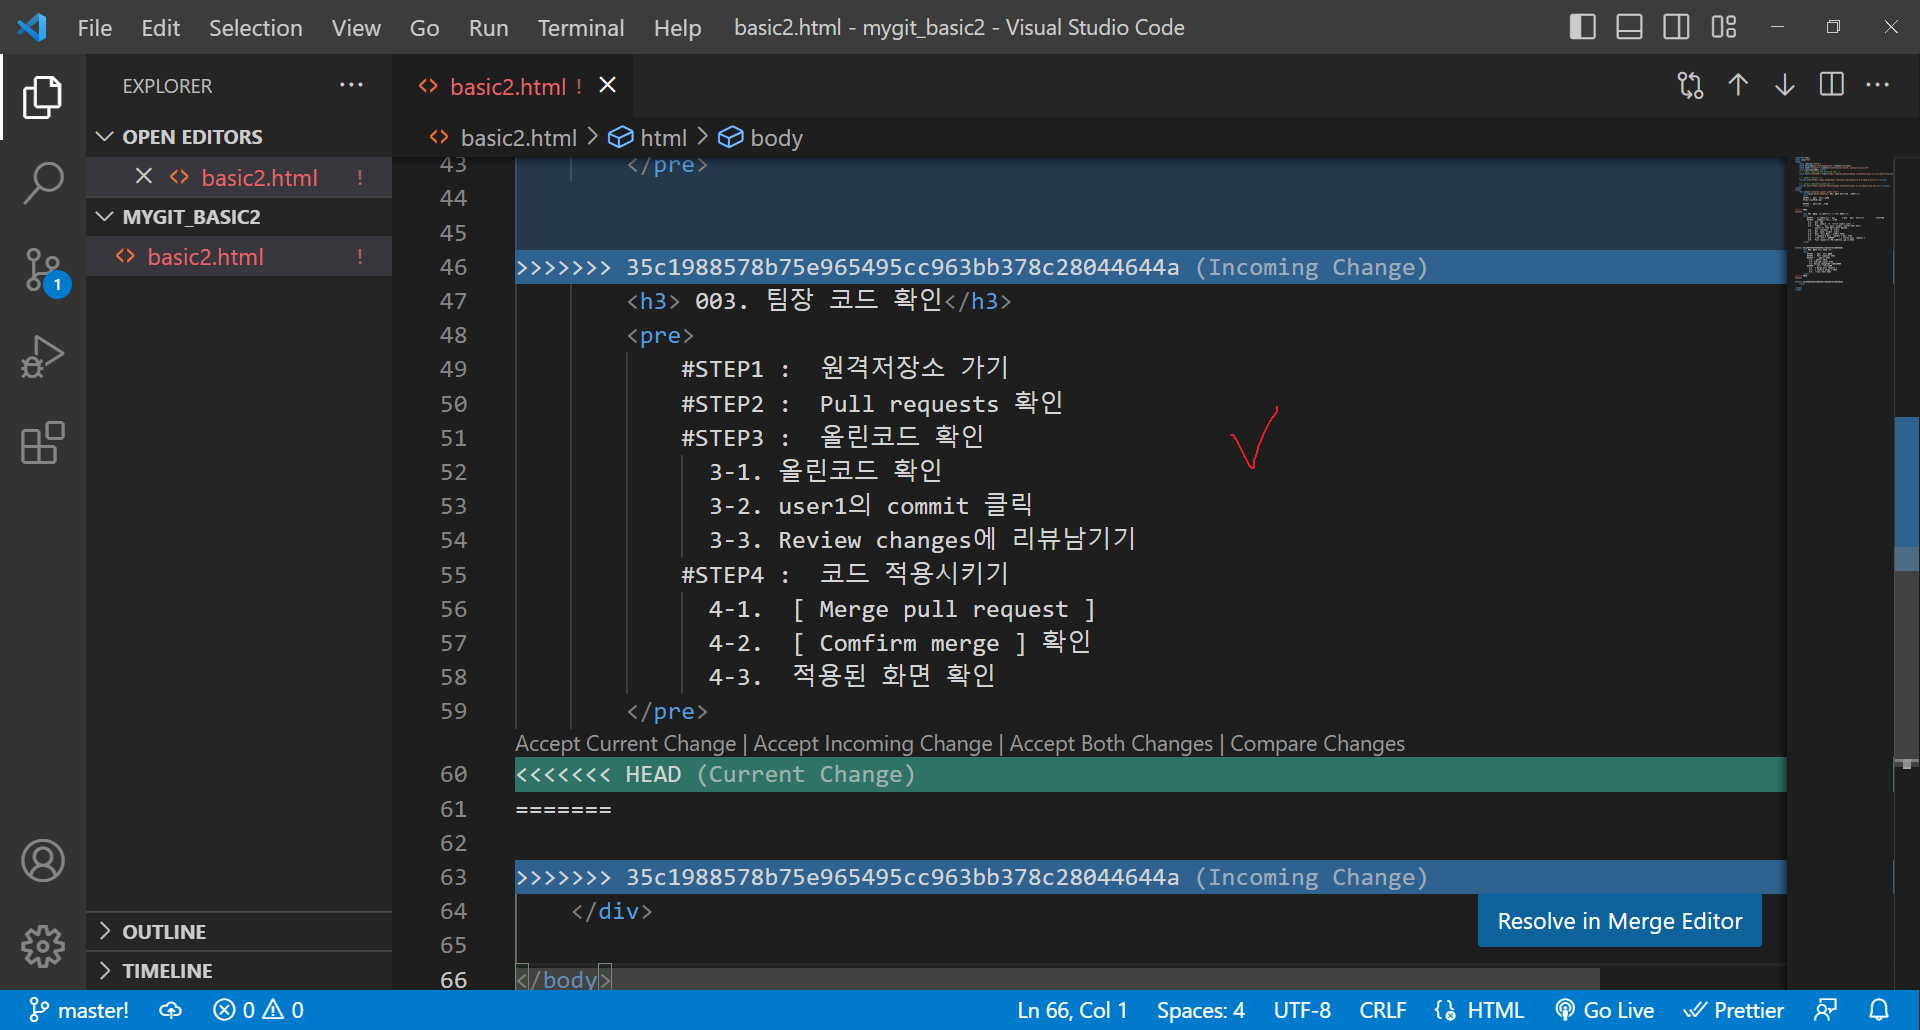 File Edit Selection View Go Run Terminal Help basic2.html - mygit_basic2 - Visual Studio Code
EXPLORER
OPEN EDITORS
basic2.html !
MYGIT_BASIC2
basic2.html !
1
OUTLINE
TIMELINE
basic2.html !
basic2.html > html > body
43 </pre>
44
45
46 >>>>>>> 35c1988578b75e965495cc963bb378c28044644a (Incoming Change)
47 <h3> 003. 팀장 코드 확인</h3>
48 <pre>
49 #STEP1 : 원격저장소 가기
50 #STEP2 : Pull requests 확인
51 #STEP3 : 올린코드 확인
52 3-1. 올린코드 확인
53 3-2. user1의 commit 클릭
54 3-3. Review changes에 리뷰남기기
55 #STEP4 : 코드 적용시키기
56 4-1. [ Merge pull request ]
57 4-2. [ Comfirm merge ] 확인
58 4-3. 적용된 화면 확인
59 </pre>
Accept Current Change | Accept Incoming Change | Accept Both Changes | Compare Changes
60 <<<<<<< HEAD (Current Change)
61 =======
62
63 >>>>>>> 35c1988578b75e965495cc963bb378c28044644a (Incoming Change)
64 </div>
Resolve in Merge Editor
65
66 </body>
master! 0 0 Ln 66, Col 1 Spaces: 4 UTF-8 CRLF HTML Go Live Prettier